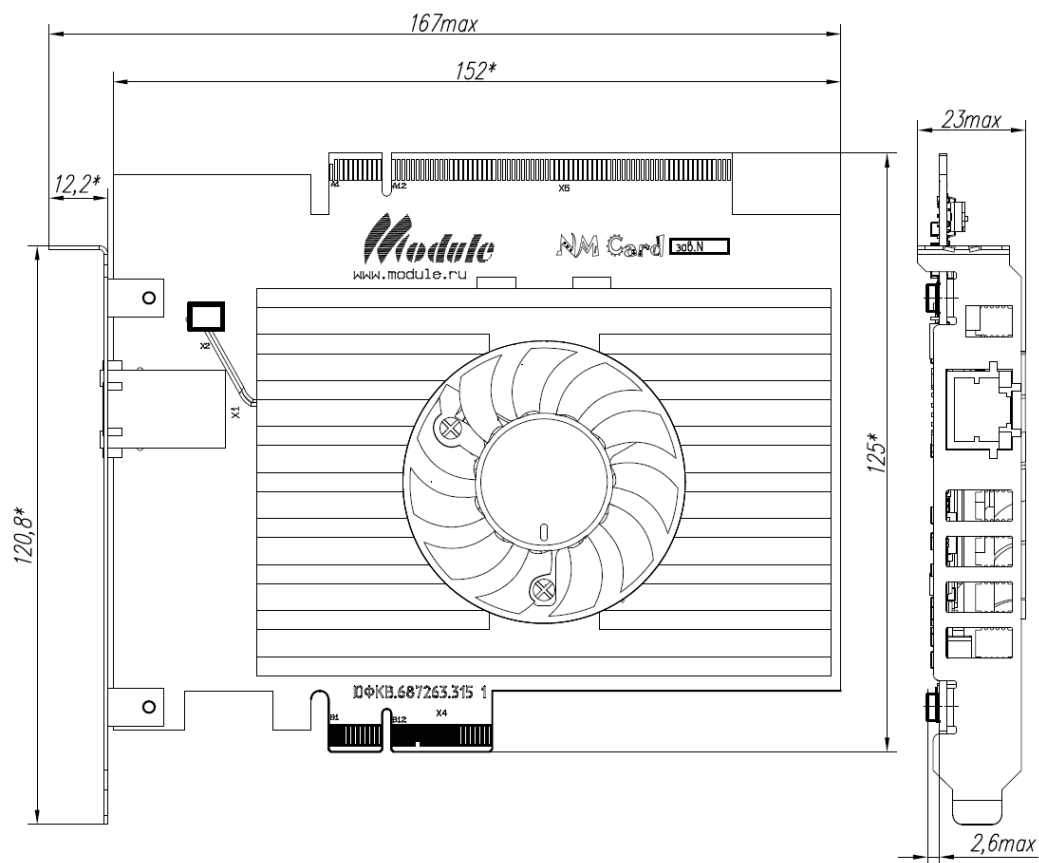 167max
152*
23max
12,2*
A1
A12
X5
Module
NM Card
зав.N
www.module.ru
X2
X1
125*
120,8*
ЮФКВ.687263.315 1
B1
B12
X4
2,6max